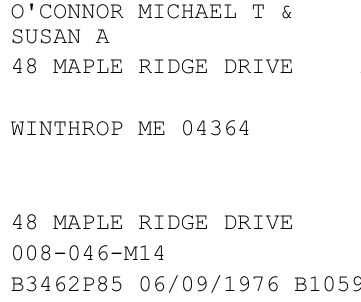 O'CONNOR MICHAEL T &
SUSAN A
48 MAPLE RIDGE DRIVE
WINTHROP ME 04364
48 MAPLE RIDGE DRIVE
008-046-M14
B3462P85 06/09/1976 B1059